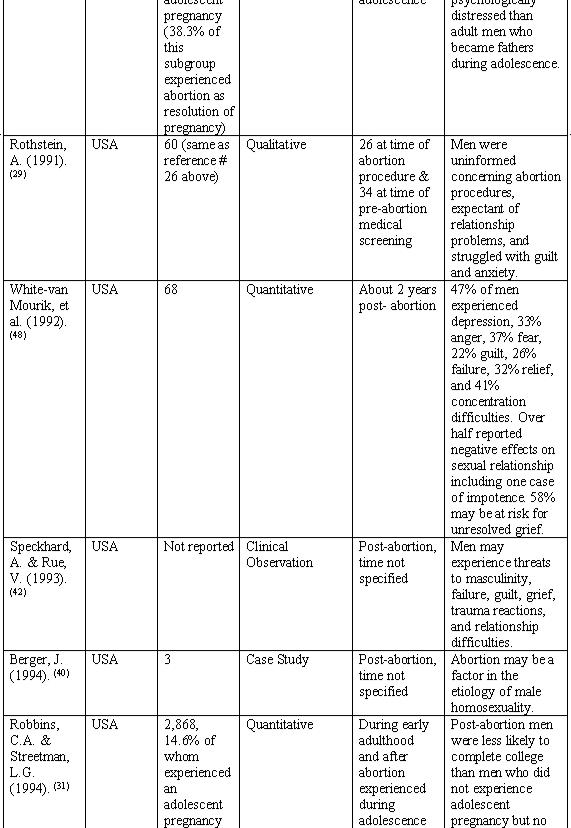 adolescent
pregnancy
(38.3% of
this
subgroup
experienced
abortion as
resolution of
pregnancy)
adolescence
psychologically
distressed than
adult men who
became fathers
during adolescence.
Rothstein,
A. (1991).
(29)
USA
60 (same as
reference #
26 above)
Qualitative
26 at time of
abortion
procedure &
34 at time of
pre-abortion
medical
screening
Men were
uninformed
concerning abortion
procedures,
expectant of
relationship
problems, and
struggled with guilt
and anxiety.
White-van
Mourik, et
al. (1992).
(48)
USA
68
Quantitative
About 2 years
post- abortion
47% of men
experienced
depression, 33%
anger, 37% fear,
22% guilt, 26%
failure, 32% relief,
and 41%
concentration
difficulties. Over
half reported
negative effects on
sexual relationship
including one case
of impotence. 58%
may be at risk for
unresolved grief.
Speckhard,
A. & Rue,
V. (1993).
(42)
USA
Not reported
Clinical
Observation
Post-abortion,
time not
specified
Men may
experience threats
to masculinity,
failure, guilt, grief,
trauma reactions,
and relationship
difficulties.
Berger, J.
(1994). (40)
USA
3
Case Study
Post-abortion,
time not
specified
Abortion may be a
factor in the
etiology of male
homosexuality.
Robbins,
C.A. &
Streetman,
L.G.
(1994). (31)
USA
2,868,
14.6% of
whom
experienced
an
adolescent
pregnancy
Quantitative
During early
adulthood
and after
abortion
experienced
during
adolescence
Post-abortion men
were less likely to
complete college
than men who did
not experience
adolescent
pregnancy but no